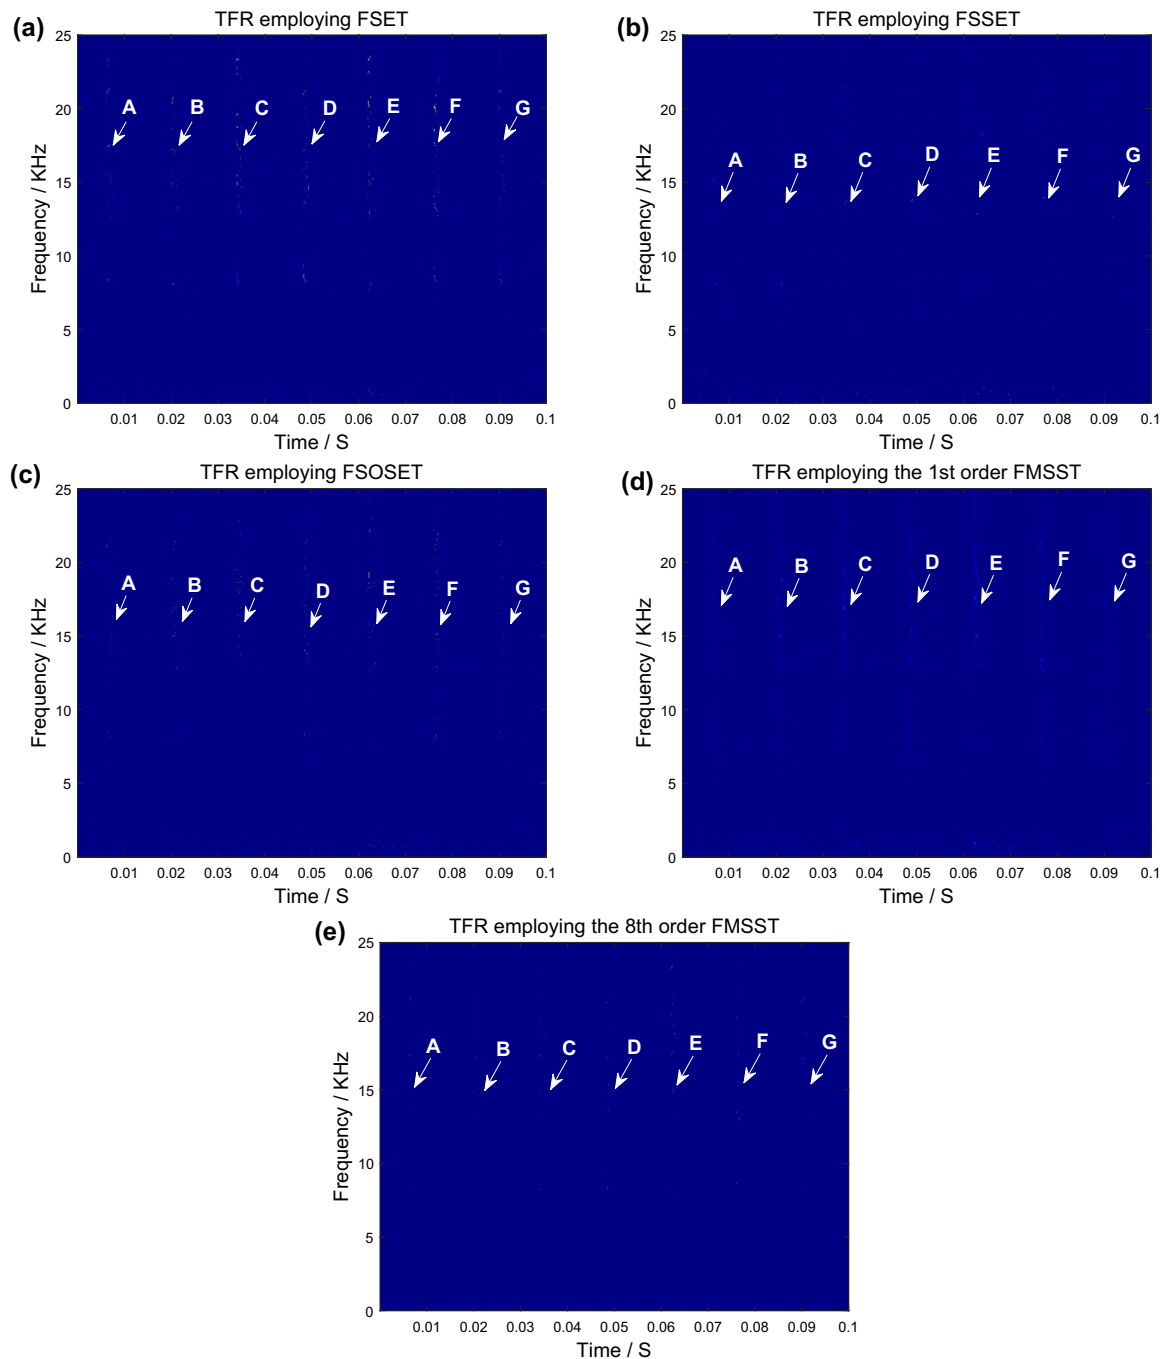 (a) TFR employing FSET
25
20
15
10
5
0
Frequency / KHz
A B C D E F G
0.01 0.02 0.03 0.04 0.05 0.06 0.07 0.08 0.09 0.1
Time / S
(b) TFR employing FSSET
25
20
15
10
5
0
Frequency / KHz
A B C D E F G
0.01 0.02 0.03 0.04 0.05 0.06 0.07 0.08 0.09 0.1
Time / S
(c) TFR employing FSOSET
25
20
15
10
5
0
Frequency / KHz
A B C D E F G
0.01 0.02 0.03 0.04 0.05 0.06 0.07 0.08 0.09 0.1
Time / S
(d) TFR employing the 1st order FMSST
25
20
15
10
5
0
Frequency / KHz
A B C D E F G
0.01 0.02 0.03 0.04 0.05 0.06 0.07 0.08 0.09 0.1
Time / S
(e) TFR employing the 8th order FMSST
25
20
15
10
5
0
Frequency / KHz
A B C D E F G
0.01 0.02 0.03 0.04 0.05 0.06 0.07 0.08 0.09 0.1
Time / S